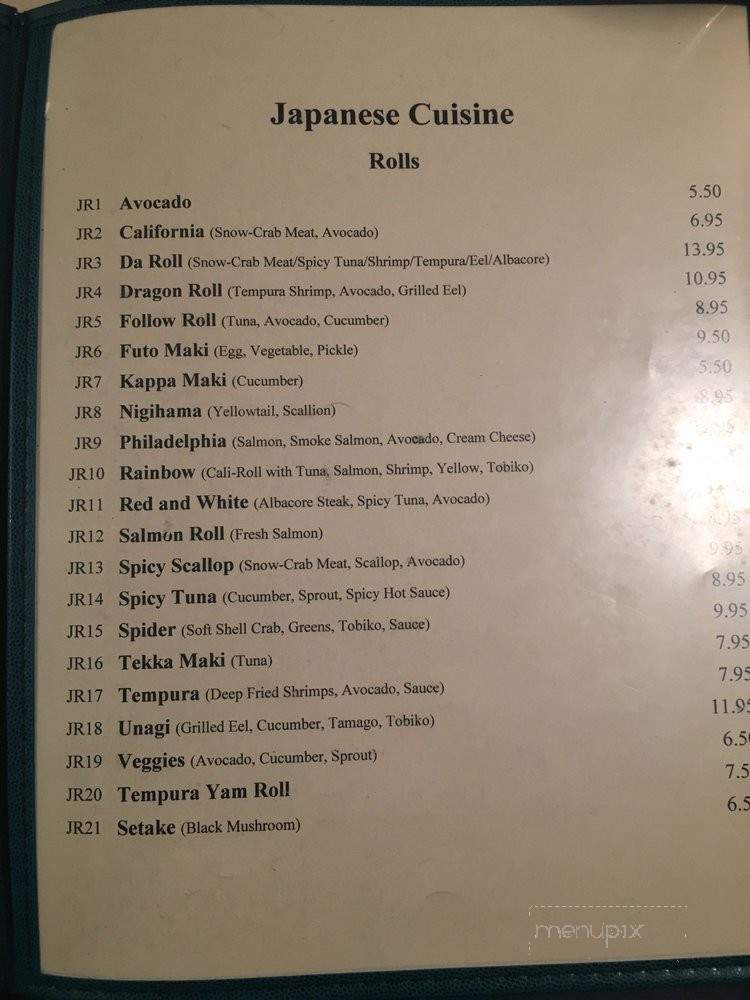 Japanese Cuisine
Rolls
JR1 Avocado 5.50
JR2 California (Snow-Crab Meat, Avocado) 6.95
JR3 Da Roll (Snow-Crab Meat/Spicy Tuna/Shrimp/Tempura/Eel/Albacore) 13.95
JR4 Dragon Roll (Tempura Shrimp, Avocado, Grilled Eel) 10.95
JR5 Follow Roll (Tuna, Avocado, Cucumber) 8.95
JR6 Futo Maki (Egg, Vegetable, Pickle) 9.50
JR7 Kappa Maki (Cucumber) 5.50
JR8 Nigihama (Yellowtail, Scallion) 8.95
JR9 Philadelphia (Salmon, Smoke Salmon, Avocado, Cream Cheese)
JR10 Rainbow (Cali-Roll with Tuna, Salmon, Shrimp, Yellow, Tobiko)
JR11 Red and White (Albacore Steak, Spicy Tuna, Avocado)
JR12 Salmon Roll (Fresh Salmon)
JR13 Spicy Scallop (Snow-Crab Meat, Scallop, Avocado) 9.95
JR14 Spicy Tuna (Cucumber, Sprout, Spicy Hot Sauce) 8.95
JR15 Spider (Soft Shell Crab, Greens, Tobiko, Sauce) 9.95
JR16 Tekka Maki (Tuna) 7.95
JR17 Tempura (Deep Fried Shrimps, Avocado, Sauce) 7.95
JR18 Unagi (Grilled Eel, Cucumber, Tamago, Tobiko) 11.95
JR19 Veggies (Avocado, Cucumber, Sprout) 6.50
JR20 Tempura Yam Roll 7.5
JR21 Setake (Black Mushroom) 6.5
menupix